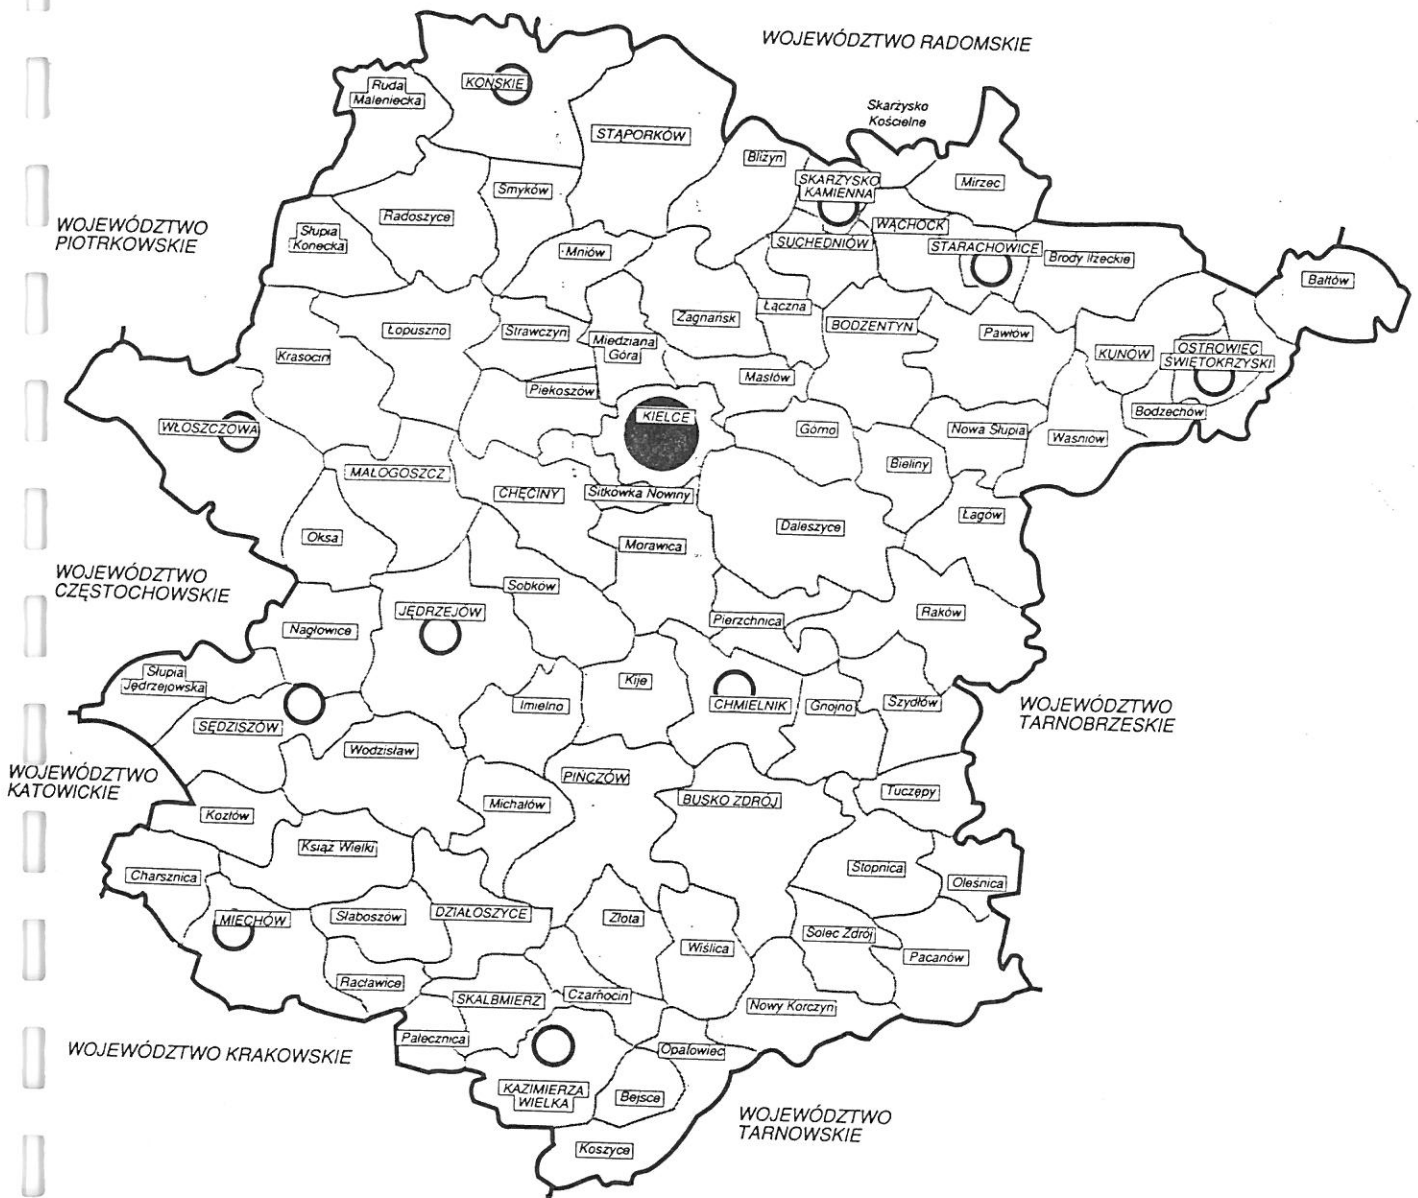 WOJEWÓDZTWO RADOMSKIE
Ruda
Maleniecka
KOŃSKIE
STĄPORKÓW
Skarżysko
Kościelne
Bliżyn
SKARŻYSKO
KAMIENNA
Mirzec
Smyków
Radoszyce
WOJEWÓDZTWO
PIOTRKOWSKIE
Słupia
Konecka
WĄCHOCK
SUCHEDNIÓW
STARACHOWICE
Mniów
Brody Iłżeckie
Bałtów
Łączna
Zagnańsk
BODZENTYN
Łopuszno
Strawczyn
Miedziana
Góra
Pawłów
Krasocin
KUNÓW
OSTROWIEC
ŚWIĘTOKRZYSKI
Masłów
Piekoszów
KIELCE
Bodzechów
WŁOSZCZOWA
Górno
Nowa Słupia
Waśniów
MAŁOGOSZCZ
Bieliny
CHĘCINY
Sitkówka Nowiny
Łagów
Daleszyce
Oksa
Morawica
WOJEWÓDZTWO
CZĘSTOCHOWSKIE
Sobków
JĘDRZEJÓW
Raków
Pierzchnica
Nagłowice
Słupia
Jędrzejowska
Kije
Imielno
CHMIELNIK
Gnojno
Szydłów
WOJEWÓDZTWO
TARNOBRZESKIE
SĘDZISZÓW
Wodzisław
WOJEWÓDZTWO
KATOWICKIE
PIŃCZÓW
Michałów
BUSKO ZDRÓJ
Tuczępy
Kozłów
Książ Wielki
Charsznica
Stopnica
Oleśnica
MIECHÓW
Słaboszów
DZIAŁOSZYCE
Złota
Solec Zdrój
Wiślica
Pacanów
Racławice
SKALBMIERZ
Czarnocin
Nowy Korczyn
Pałecznica
Opatowiec
WOJEWÓDZTWO KRAKOWSKIE
KAZIMIERZA
WIELKA
Bejsce
WOJEWÓDZTWO
TARNOWSKIE
Koszyce